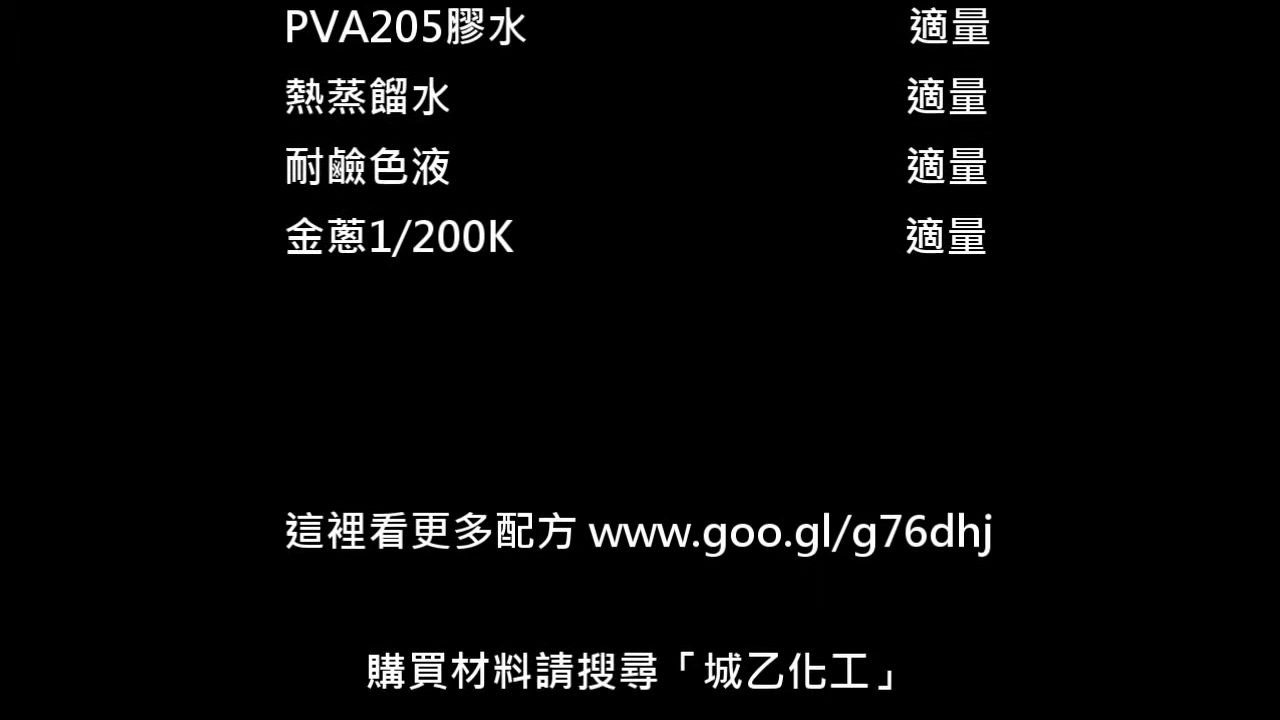 PVA205膠水 適量
熱蒸餾水 適量
耐鹼色液 適量
金蔥1/200K 適量
這裡看更多配方 www.goo.gl/g76dhj
購買材料請搜尋「城乙化工」